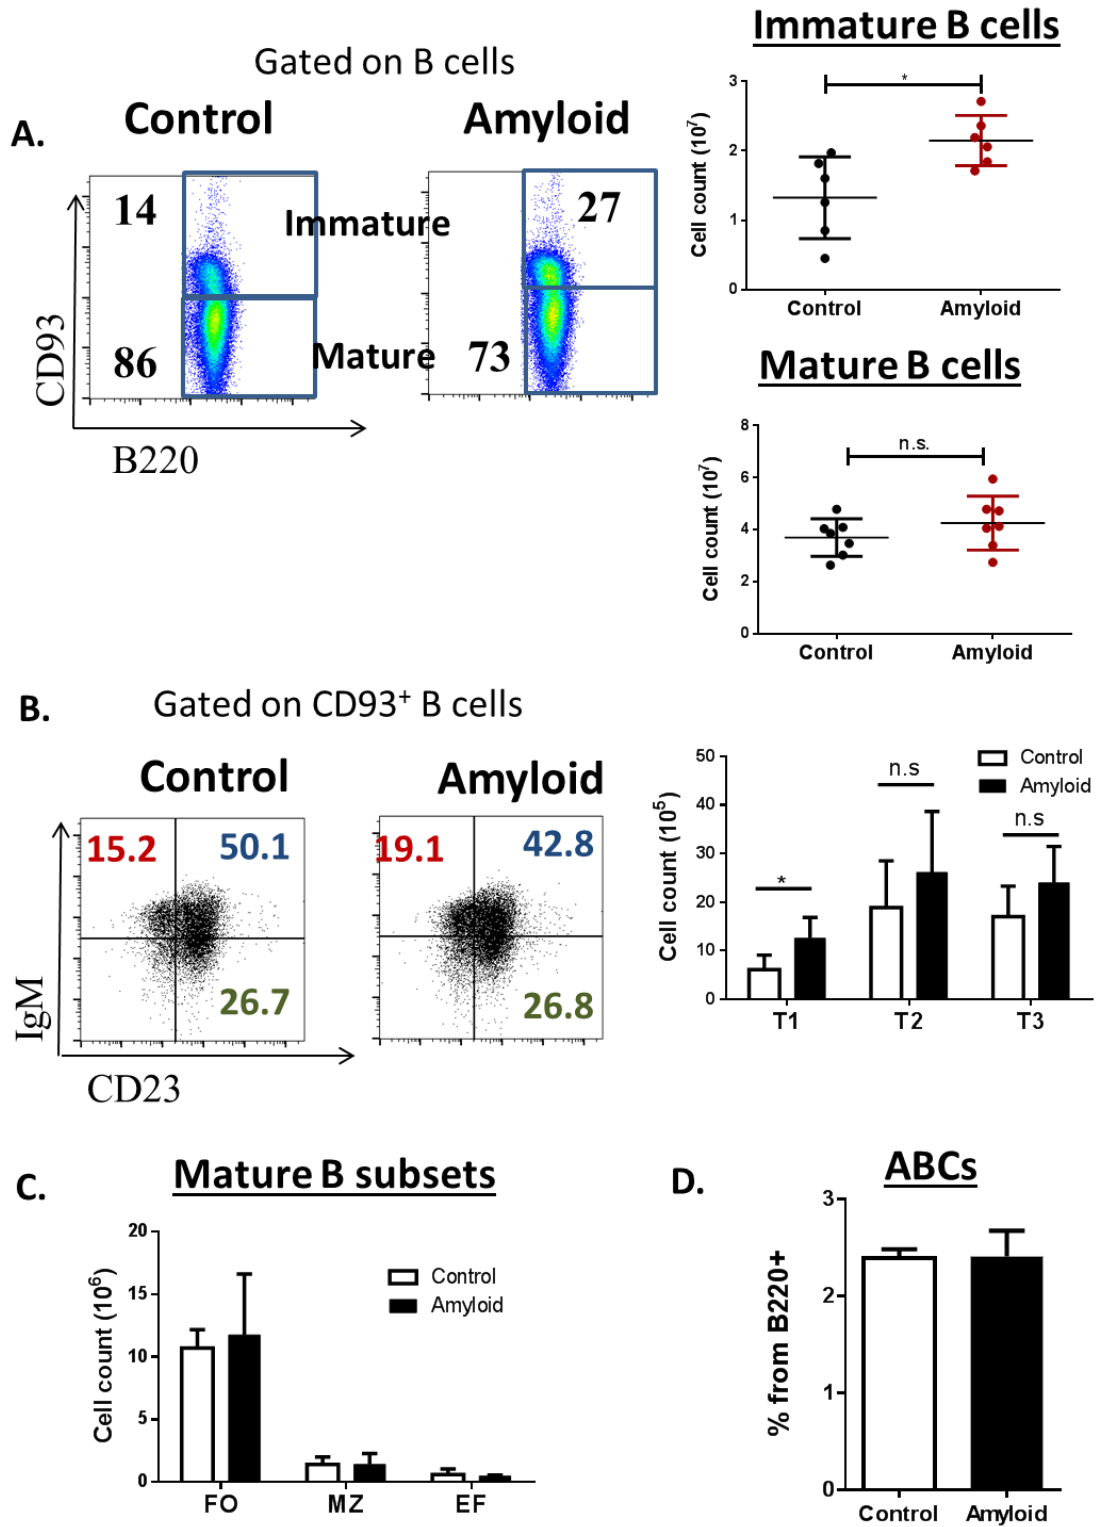 A.
Gated on B cells
Control
Amyloid
14
86
Immature
Mature
27
73
CD93
B220
Immature B cells
*
3
2
1
0
Cell count (10⁷)
Control
Amyloid
Mature B cells
n.s.
8
6
4
2
0
Cell count (10⁷)
Control
Amyloid
B.
Gated on CD93⁺ B cells
Control
Amyloid
15.2
50.1
26.7
19.1
42.8
26.8
IgM
CD23
50
40
30
20
10
0
Cell count (10⁵)
*
n.s
n.s
Control
Amyloid
T1
T2
T3
C.
Mature B subsets
20
15
10
5
0
Cell count (10⁶)
Control
Amyloid
FO
MZ
EF
D.
ABCs
3
2
1
0
% from B220+
Control
Amyloid